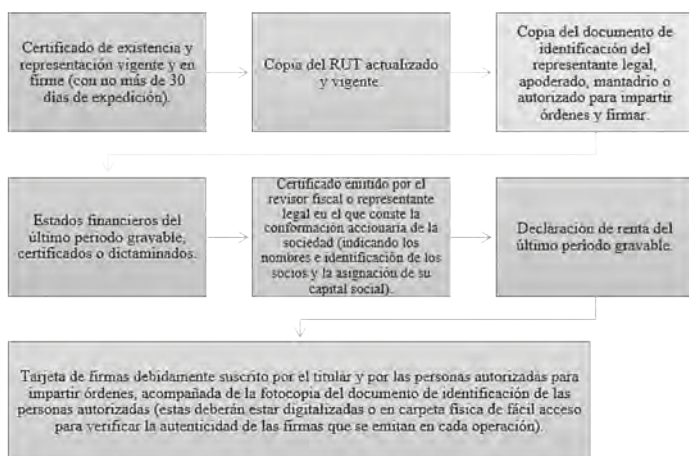 Certificado de existencia y
representación vigente y en
firme (con no más de 30
días de expedición).
Copia del RUT actualizado
y vigente.
Copia del documento de
identificación del
representante legal,
apoderado, mantadrio o
autorizado para impartir
órdenes y firmar.
Estados financieros del
último periodo gravable,
certificados o dictaminados.
Certificado emitido por el
revisor fiscal o representante
legal en el que conste la
conformación accionaria de la
sociedad (indicando los
nombres e identificación de los
socios y la asignación de su
capital social).
Declaración de renta del
último periodo gravable.
Tarjeta de firmas debidamente suscrito por el titular y por las personas autorizadas para
impartir órdenes, acompañada de la fotocopia del documento de identificación de las
personas autorizadas (estas deberán estar digitalizadas o en carpeta física de fácil acceso
para verificar la autenticidad de las firmas que se emitan en cada operación).